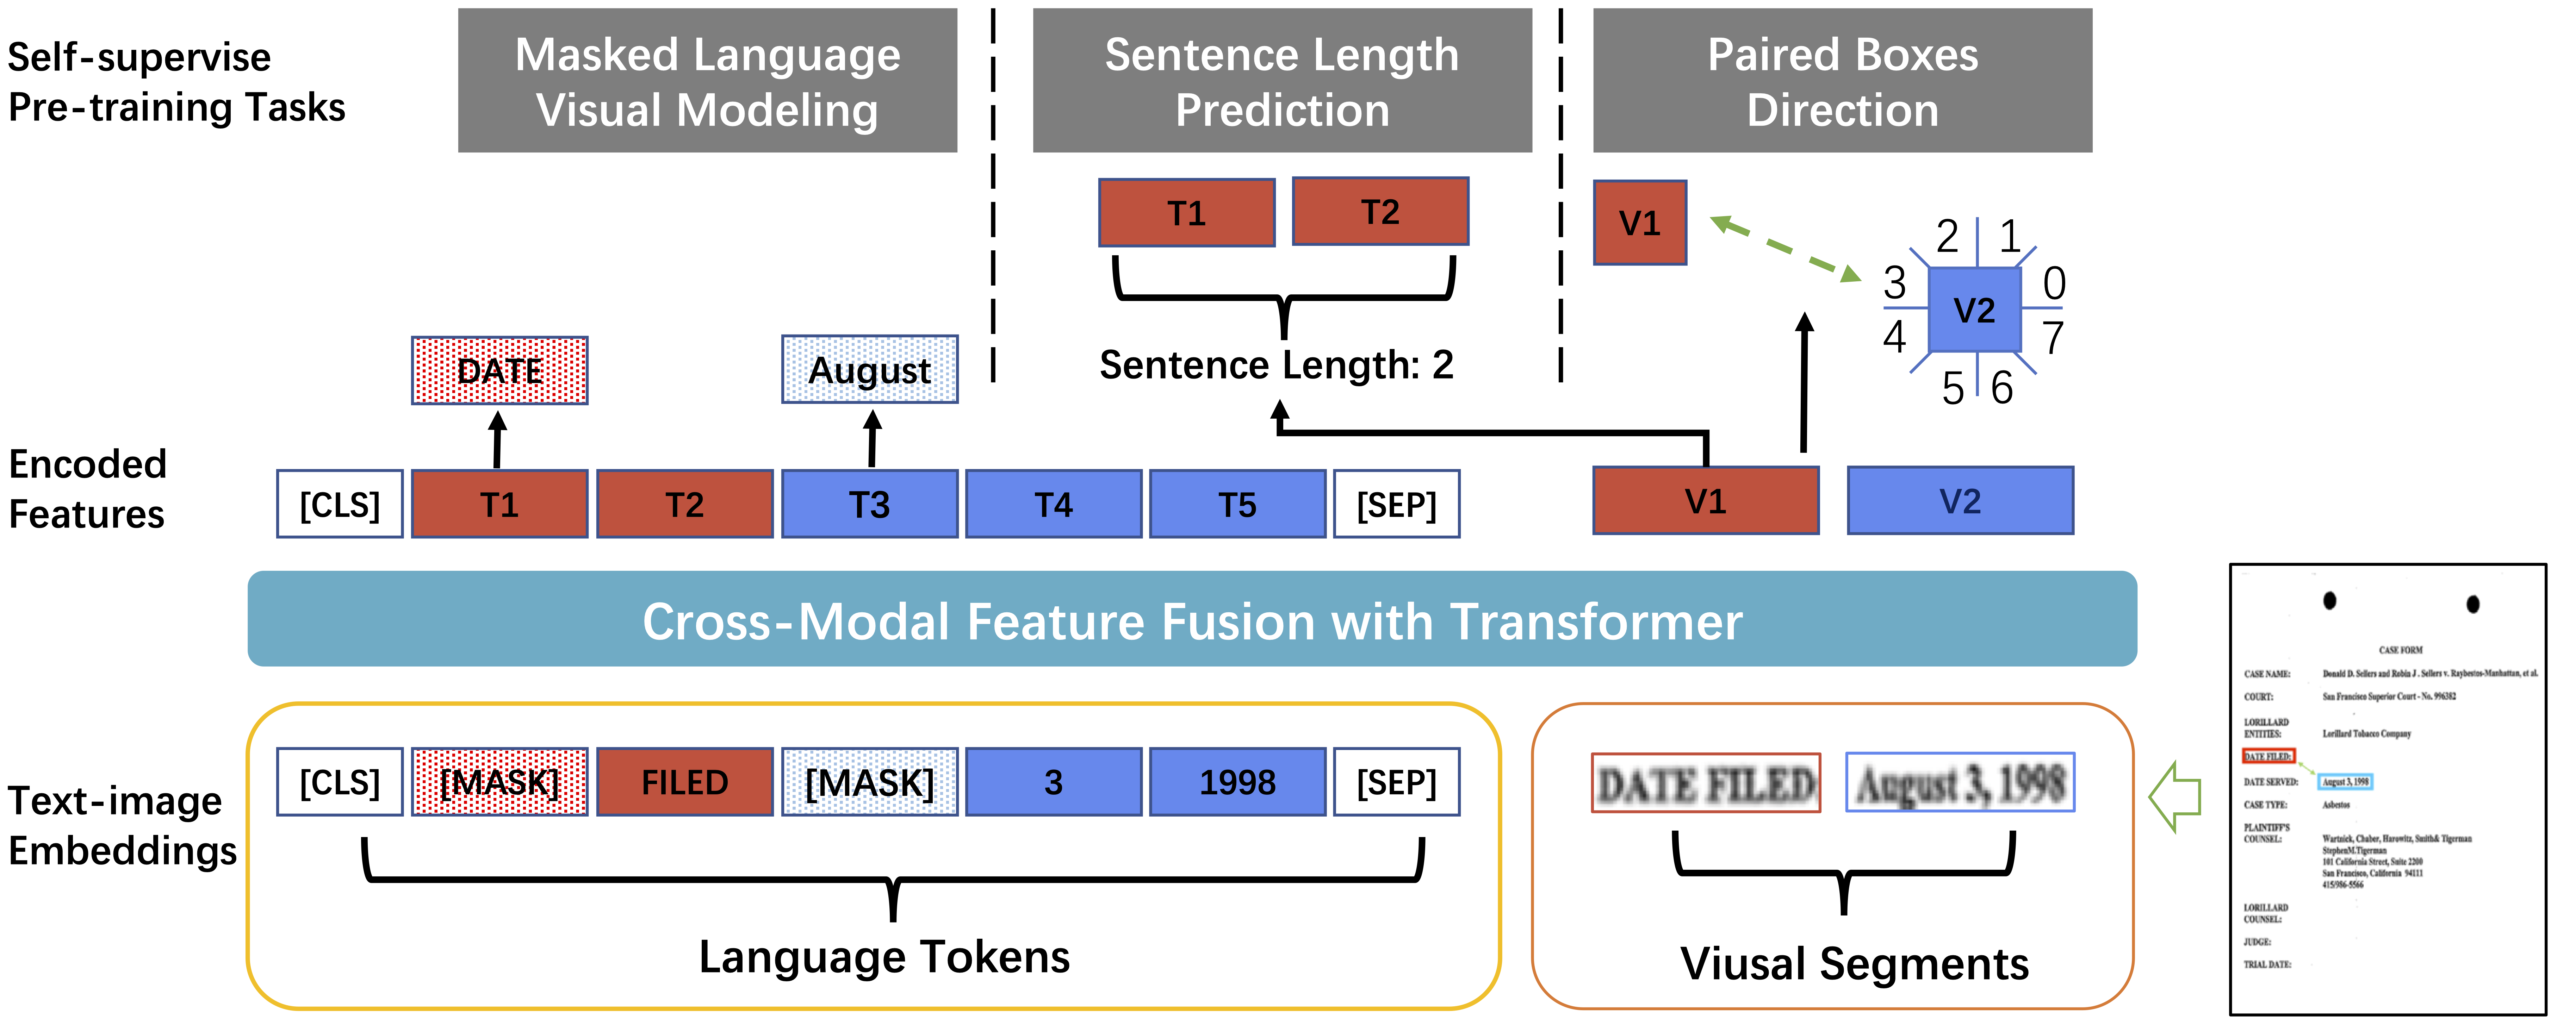 Self-supervise
Pre-training Tasks
Masked Language
Visual Modeling
Sentence Length
Prediction
Paired Boxes
Direction
T1 T2
Sentence Length: 2
V1
2 1
3 0
V2
4 7
5 6
DATE August
Encoded
Features
[CLS] T1 T2 T3 T4 T5 [SEP] V1 V2
Cross-Modal Feature Fusion with Transformer
Text-image
Embeddings
[CLS] [MASK] FILED [MASK] 3 1998 [SEP]
Language Tokens
DATE FILED: August 3, 1998
Viusal Segments
CASE FORM
CASE NAME: Donald D. Sellers and Robin J. Sellers v. Raybestos-Manhattan, et al.
COURT: San Francisco Superior Court - No. 996382
LORILLARD
ENTITIES: Lorillard Tobacco Company
DATE FILED:
DATE SERVED: August 3, 1998
CASE TYPE: Asbestos
PLAINTIFF'S
COUNSEL: Wartnick, Chaber, Harowitz, Smith& Tigerman
StephenM.Tigerman
101 California Street, Suite 2200
San Francisco, California 94111
415/986-5566
LORILLARD
COUNSEL:
JUDGE:
TRIAL DATE: